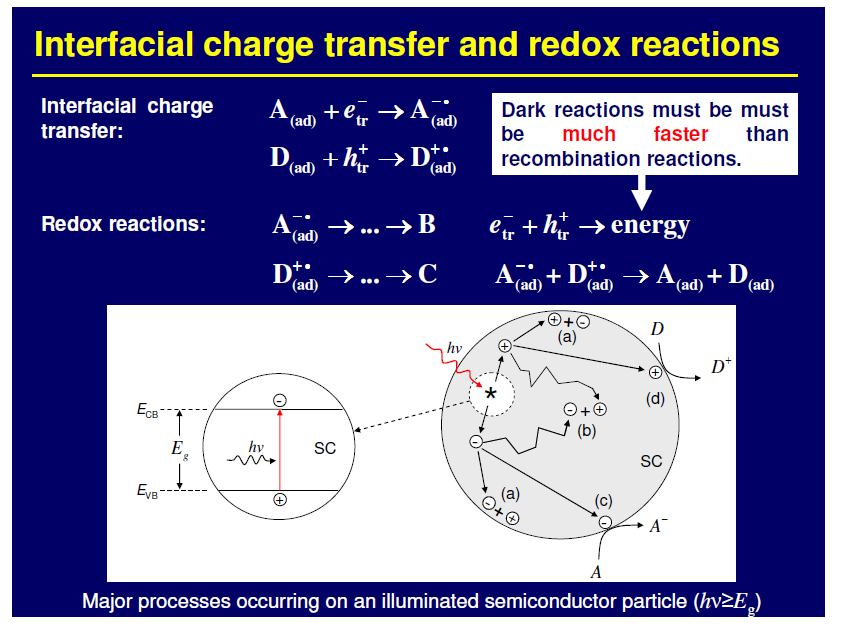 Interfacial charge transfer and redox reactions
Interfacial charge transfer:
A(ad) + e⁻tr → A⁻•(ad)
D(ad) + h⁺tr → D⁺•(ad)
Dark reactions must be must
be much faster than
recombination reactions.
Redox reactions:
A⁻•(ad) → ... → B
e⁻tr + h⁺tr → energy
D⁺•(ad) → ... → C
A⁻•(ad) + D⁺•(ad) → A(ad) + D(ad)
ECB
Eg
EVB
hν
SC
−
+
hν
*
+
−
+ + −
(a)
− + +
(b)
− + +
(a)
−
(c)
+
(d)
SC
D
D⁺
A
A⁻
Major processes occurring on an illuminated semiconductor particle (hν≥Eg)